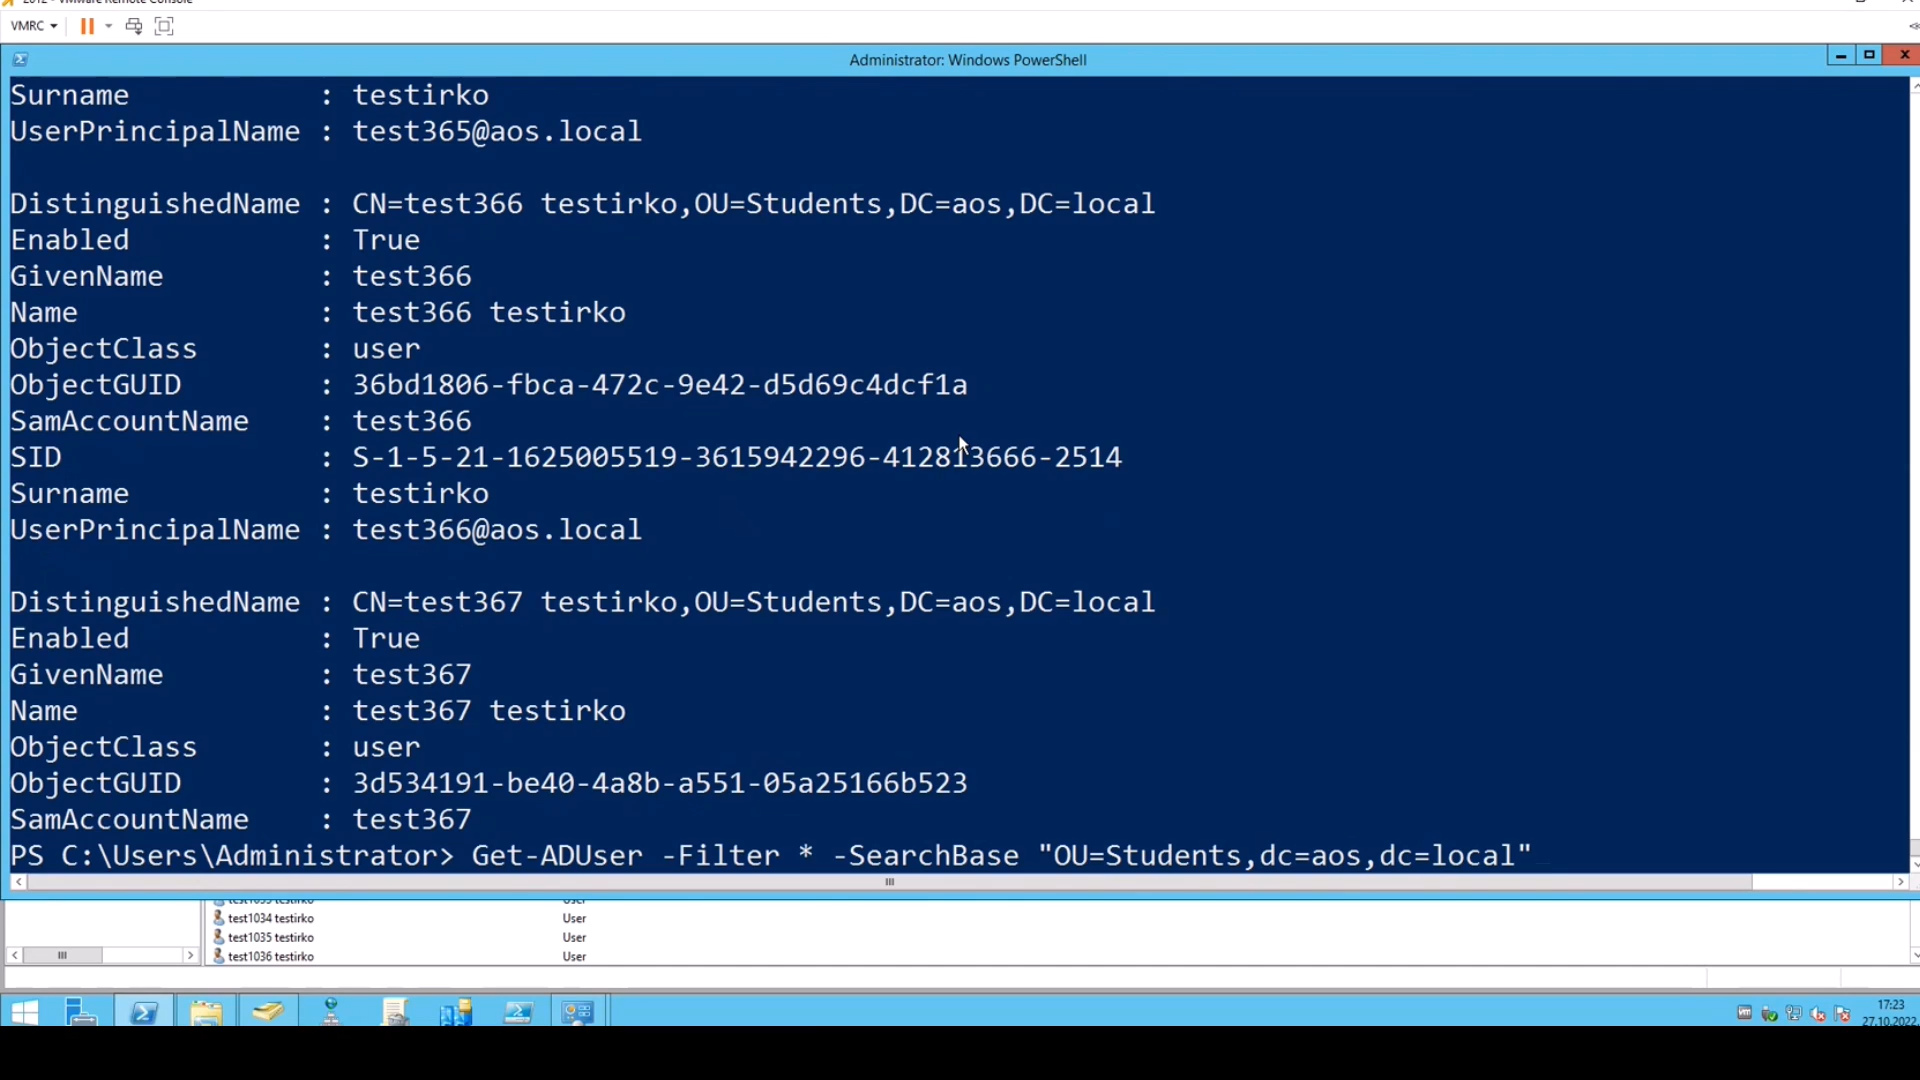 2012 - VMware Remote Console
VMRC
Administrator: Windows PowerShell
Surname : testirko
UserPrincipalName : test365@aos.local
DistinguishedName : CN=test366 testirko,OU=Students,DC=aos,DC=local
Enabled : True
GivenName : test366
Name : test366 testirko
ObjectClass : user
ObjectGUID : 36bd1806-fbca-472c-9e42-d5d69c4dcf1a
SamAccountName : test366
SID : S-1-5-21-1625005519-3615942296-412813666-2514
Surname : testirko
UserPrincipalName : test366@aos.local
DistinguishedName : CN=test367 testirko,OU=Students,DC=aos,DC=local
Enabled : True
GivenName : test367
Name : test367 testirko
ObjectClass : user
ObjectGUID : 3d534191-be40-4a8b-a551-05a25166b523
SamAccountName : test367
PS C:\Users\Administrator> Get-ADUser -Filter * -SearchBase "OU=Students,dc=aos,dc=local"
test1034 testirko User
test1035 testirko User
test1036 testirko User
17:23
27.10.2022.